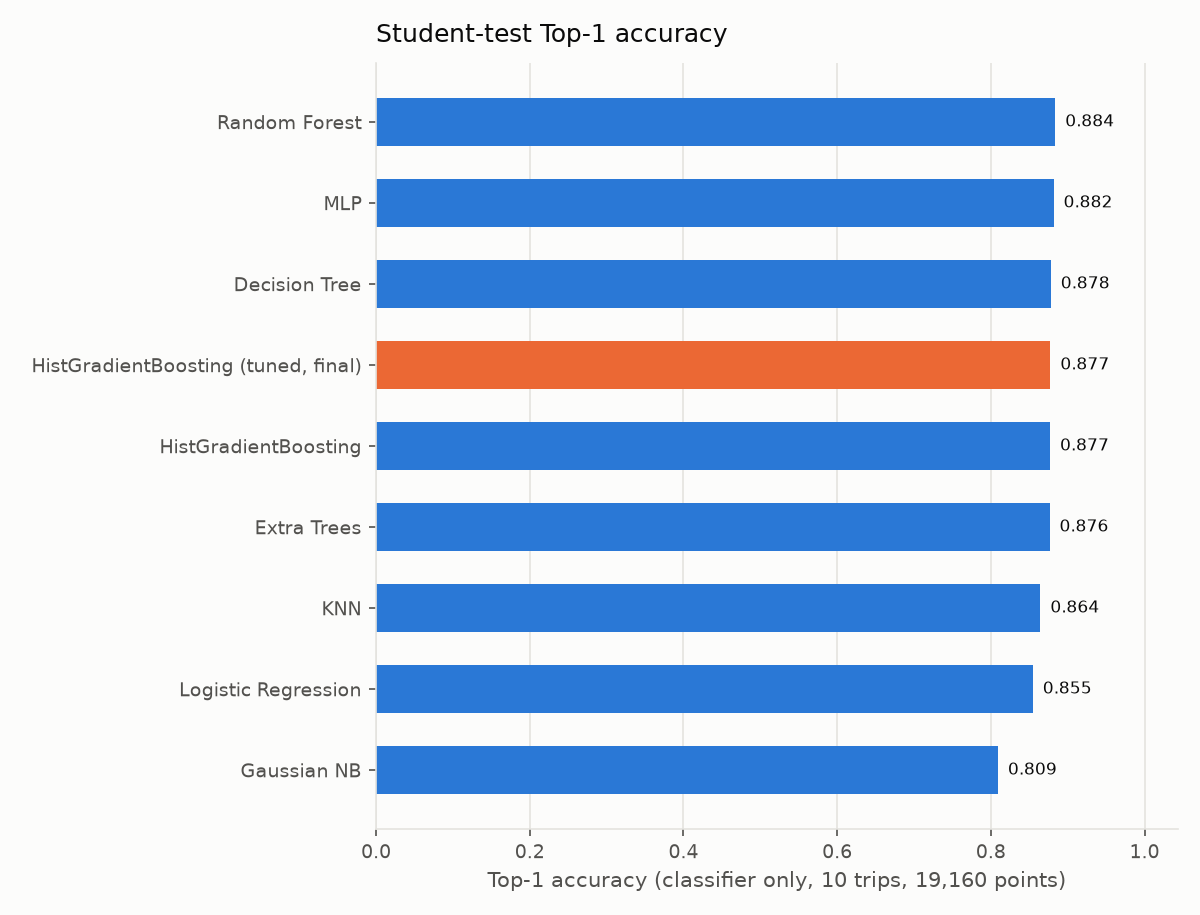 Student-test Top-1 accuracy
Random Forest 0.884
MLP 0.882
Decision Tree 0.878
HistGradientBoosting (tuned, final) 0.877
HistGradientBoosting 0.877
Extra Trees 0.876
KNN 0.864
Logistic Regression 0.855
Gaussian NB 0.809
0.0 0.2 0.4 0.6 0.8 1.0
Top-1 accuracy (classifier only, 10 trips, 19,160 points)